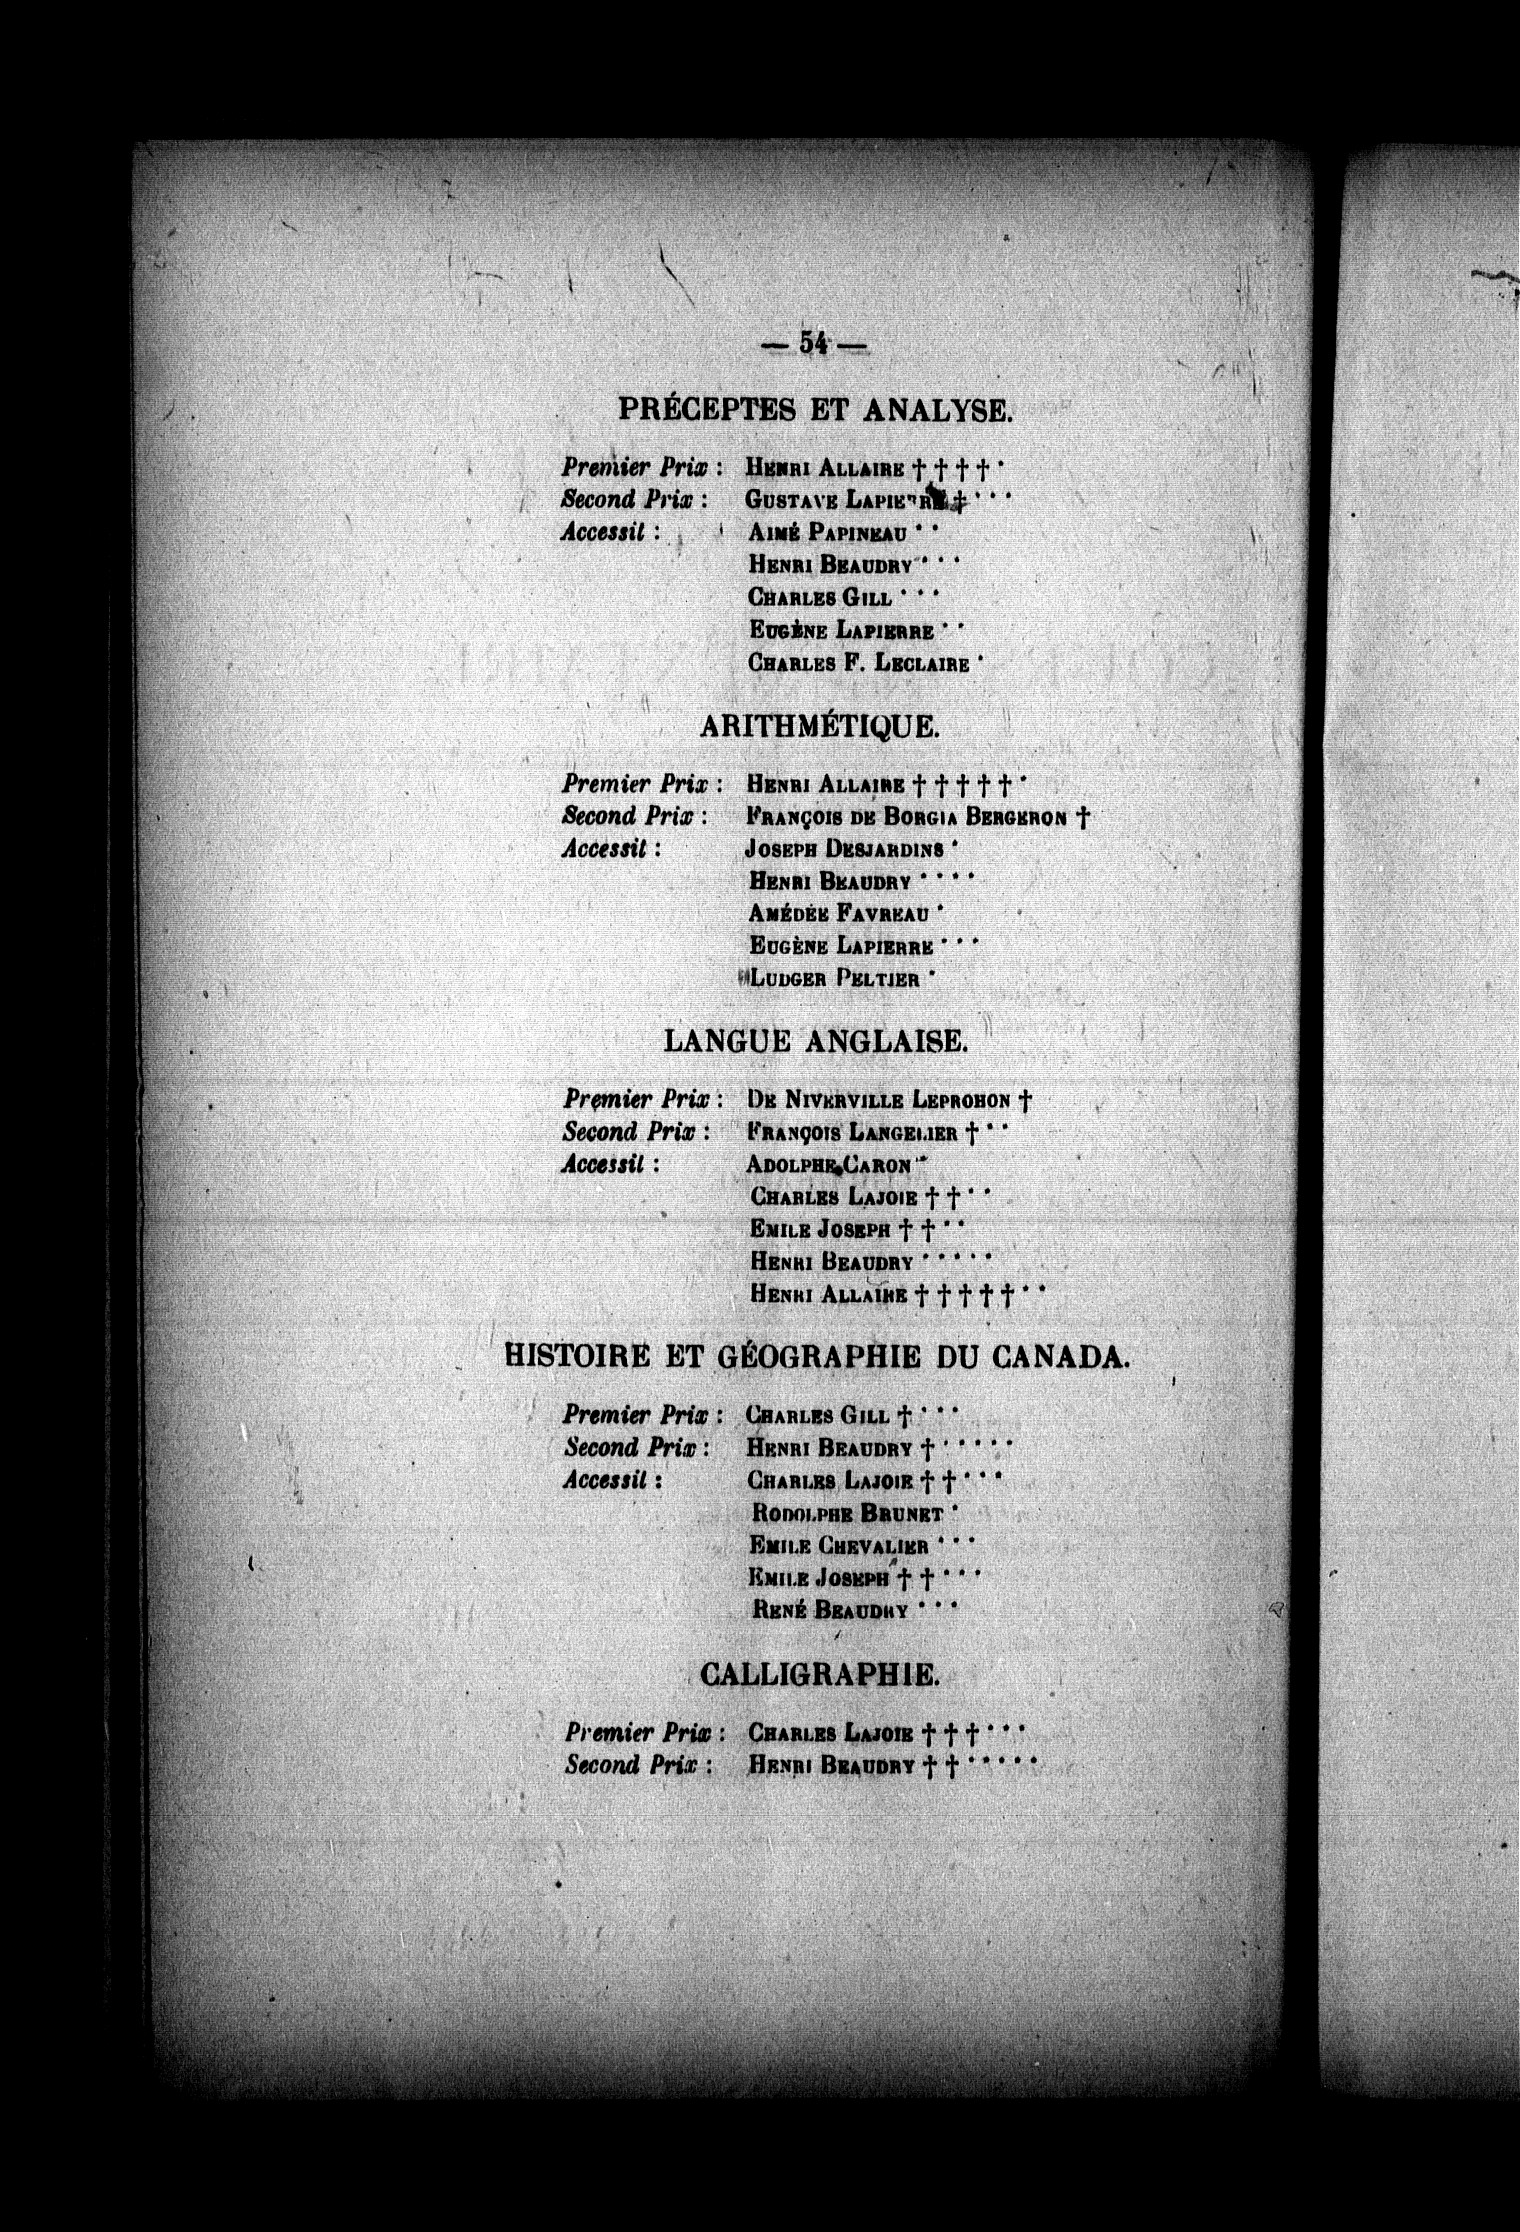 — 54 —
PRÉCEPTES ET ANALYSE.
Premier Prix : HENRI ALLAIRE † † † † *
Second Prix : GUSTAVE LAPIERRE † * * *
Accessit : AIMÉ PAPINEAU * *
HENRI BEAUDRY * * *
CHARLES GILL * * *
EUGÈNE LAPIERRE * *
CHARLES F. LECLAIRE *
ARITHMÉTIQUE.
Premier Prix : HENRI ALLAIRE † † † † † *
Second Prix : FRANÇOIS DE BORGIA BERGERON †
Accessit : JOSEPH DESJARDINS *
HENRI BEAUDRY * * * *
AMÉDÉE FAVREAU *
EUGÈNE LAPIERRE * * *
LUDGER PELTIER *
LANGUE ANGLAISE.
Premier Prix : DE NIVERVILLE LEPROHON †
Second Prix : FRANÇOIS LANGELIER † * *
Accessit : ADOLPHE CARON *
CHARLES LAJOIE † † * *
EMILE JOSEPH † † * *
HENRI BEAUDRY * * * * *
HENRI ALLAIRE † † † † † * *
HISTOIRE ET GÉOGRAPHIE DU CANADA.
Premier Prix : CHARLES GILL † * * *
Second Prix : HENRI BEAUDRY † * * * * *
Accessit : CHARLES LAJOIE † † * * *
RODOLPHE BRUNET *
EMILE CHEVALIER * * *
EMILE JOSEPH † † * * *
RENÉ BEAUDRY * * *
CALLIGRAPHIE.
Premier Prix : CHARLES LAJOIE † † † * * *
Second Prix : HENRI BEAUDRY † † * * * * *